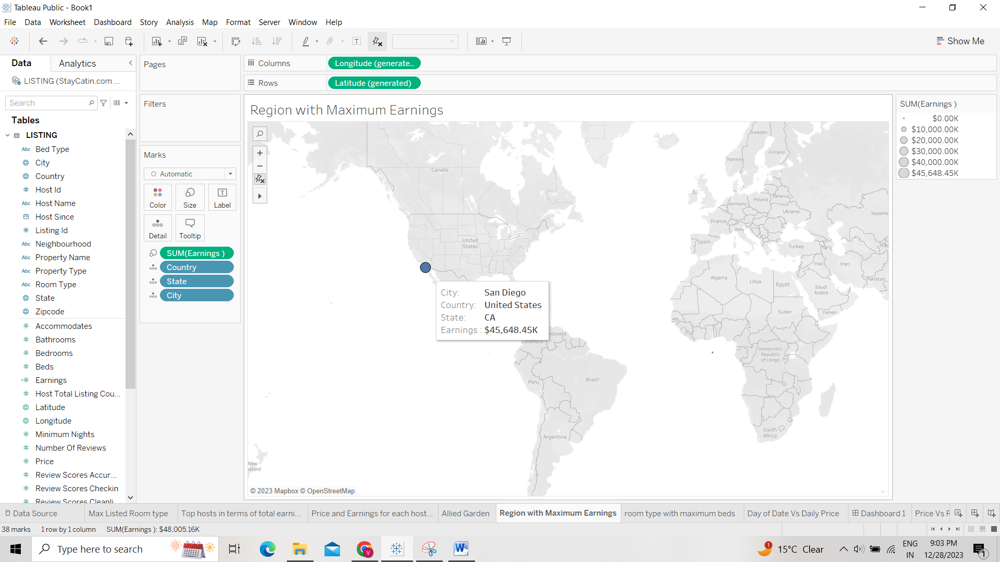 Tableau Public - Book1
File Data Worksheet Dashboard Story Analysis Map Format Server Window Help
Show Me
Data Analytics
LISTING (StayCatin.com ...
Search
Tables
LISTING
Abc Bed Type
City
Country
Host Id
Abc Host Name
Host Since
Listing Id
Abc Neighbourhood
Abc Property Name
Abc Property Type
Abc Room Type
State
Zipcode
Accommodates
Bathrooms
Bedrooms
Beds
Earnings
Host Total Listing Cou...
Latitude
Longitude
Minimum Nights
Number Of Reviews
Price
Review Scores Accur...
Review Scores Checkin
Review Scores Cleanli
Pages
Filters
Marks
Automatic
Color Size Label
Detail Tooltip
SUM(Earnings )
Country
State
City
Columns Longitude (generate..
Rows Latitude (generated)
Region with Maximum Earnings
Canada
United
States
Sweden
Norway
Finland
Germany
Poland
Belarus
Ukraine
Kazakhs
France
Italy
Spain
Turkey
Iraq
Iran
Pakistan
Algeria
Libya
Egypt
Saudi
Arabia
Sudan
Yemen
Democratic
Republic
of Congo
South
Africa
ezuela
Colombia
Brazil
Peru
Argentina
New
ealand
City: San Diego
Country: United States
State: CA
Earnings : $45,648.45K
© 2023 Mapbox © OpenStreetMap
SUM(Earnings )
$0.00K
$10,000.00K
$20,000.00K
$30,000.00K
$40,000.00K
$45,648.45K
Data Source Max Listed Room type Top hosts in terms of total earni... Price and Earnings for each host... Allied Garden Region with Maximum Earnings room type with maximum beds Day of Date Vs Daily Price Dashboard 1 Price Vs R
38 marks 1 row by 1 column SUM(Earnings ): $48,005.16K
Type here to search
1 15°C Clear
ENG
IN
9:03 PM
12/28/2023
1